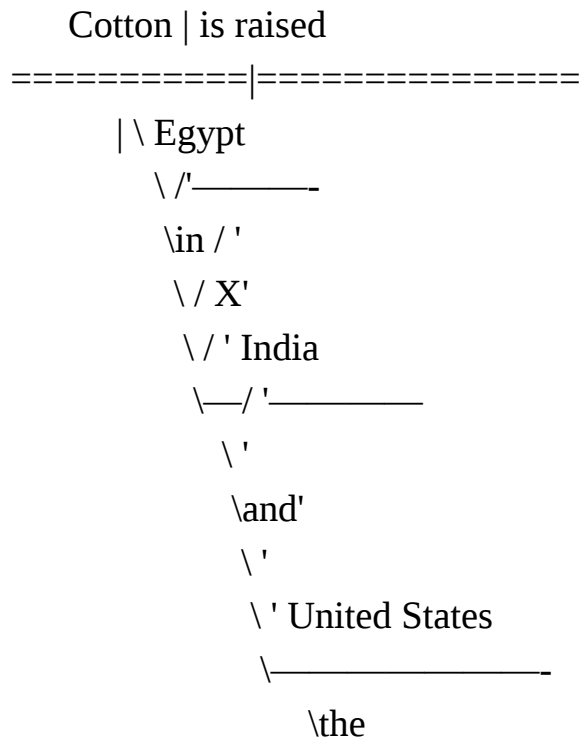 Cotton | is raised
===========|===============
| \ Egypt
\ /'————-
\in / '
\ / X'
\ / ' India
\—/ '—————
\ '
\and'
\ '
\ ' United States
\————————-
\the